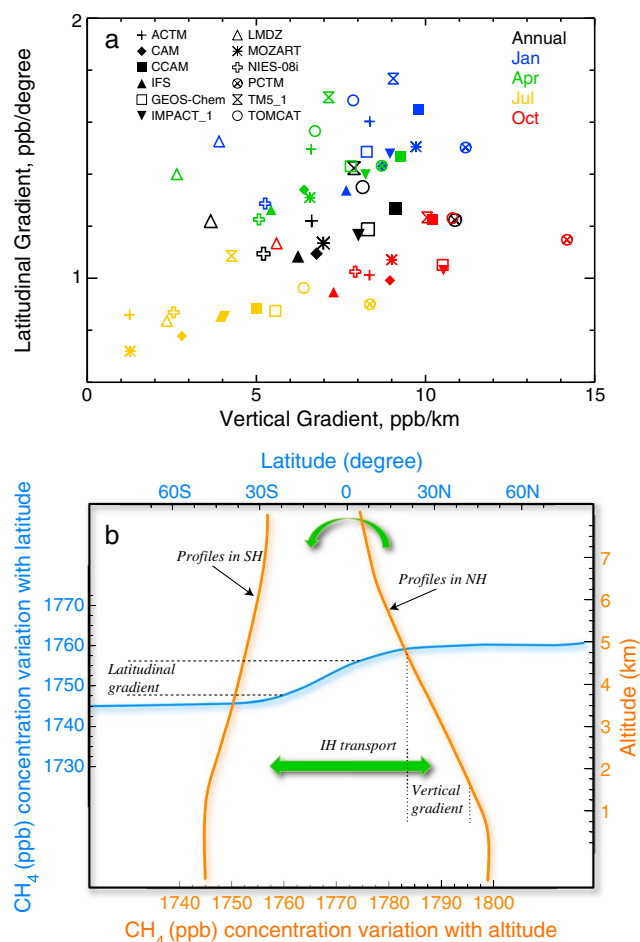 a
ACTM
CAM
CCAM
IFS
GEOS-Chem
IMPACT_1
LMDZ
MOZART
NIES-08i
PCTM
TM5_1
TOMCAT
Annual
Jan
Apr
Jul
Oct
2
1
Latitudinal Gradient, ppb/degree
0 5 10 15
Vertical Gradient, ppb/km
Latitude (degree)
60S 30S 0 30N 60N
b
Profiles in SH
Profiles in NH
Latitudinal
gradient
IH transport
Vertical
gradient
1770
1760
1750
1740
1730
CH4 (ppb) concentration variation with latitude
7
6
5
4
3
2
1
Altitude (km)
1740 1750 1760 1770 1780 1790 1800
CH4 (ppb) concentration variation with altitude